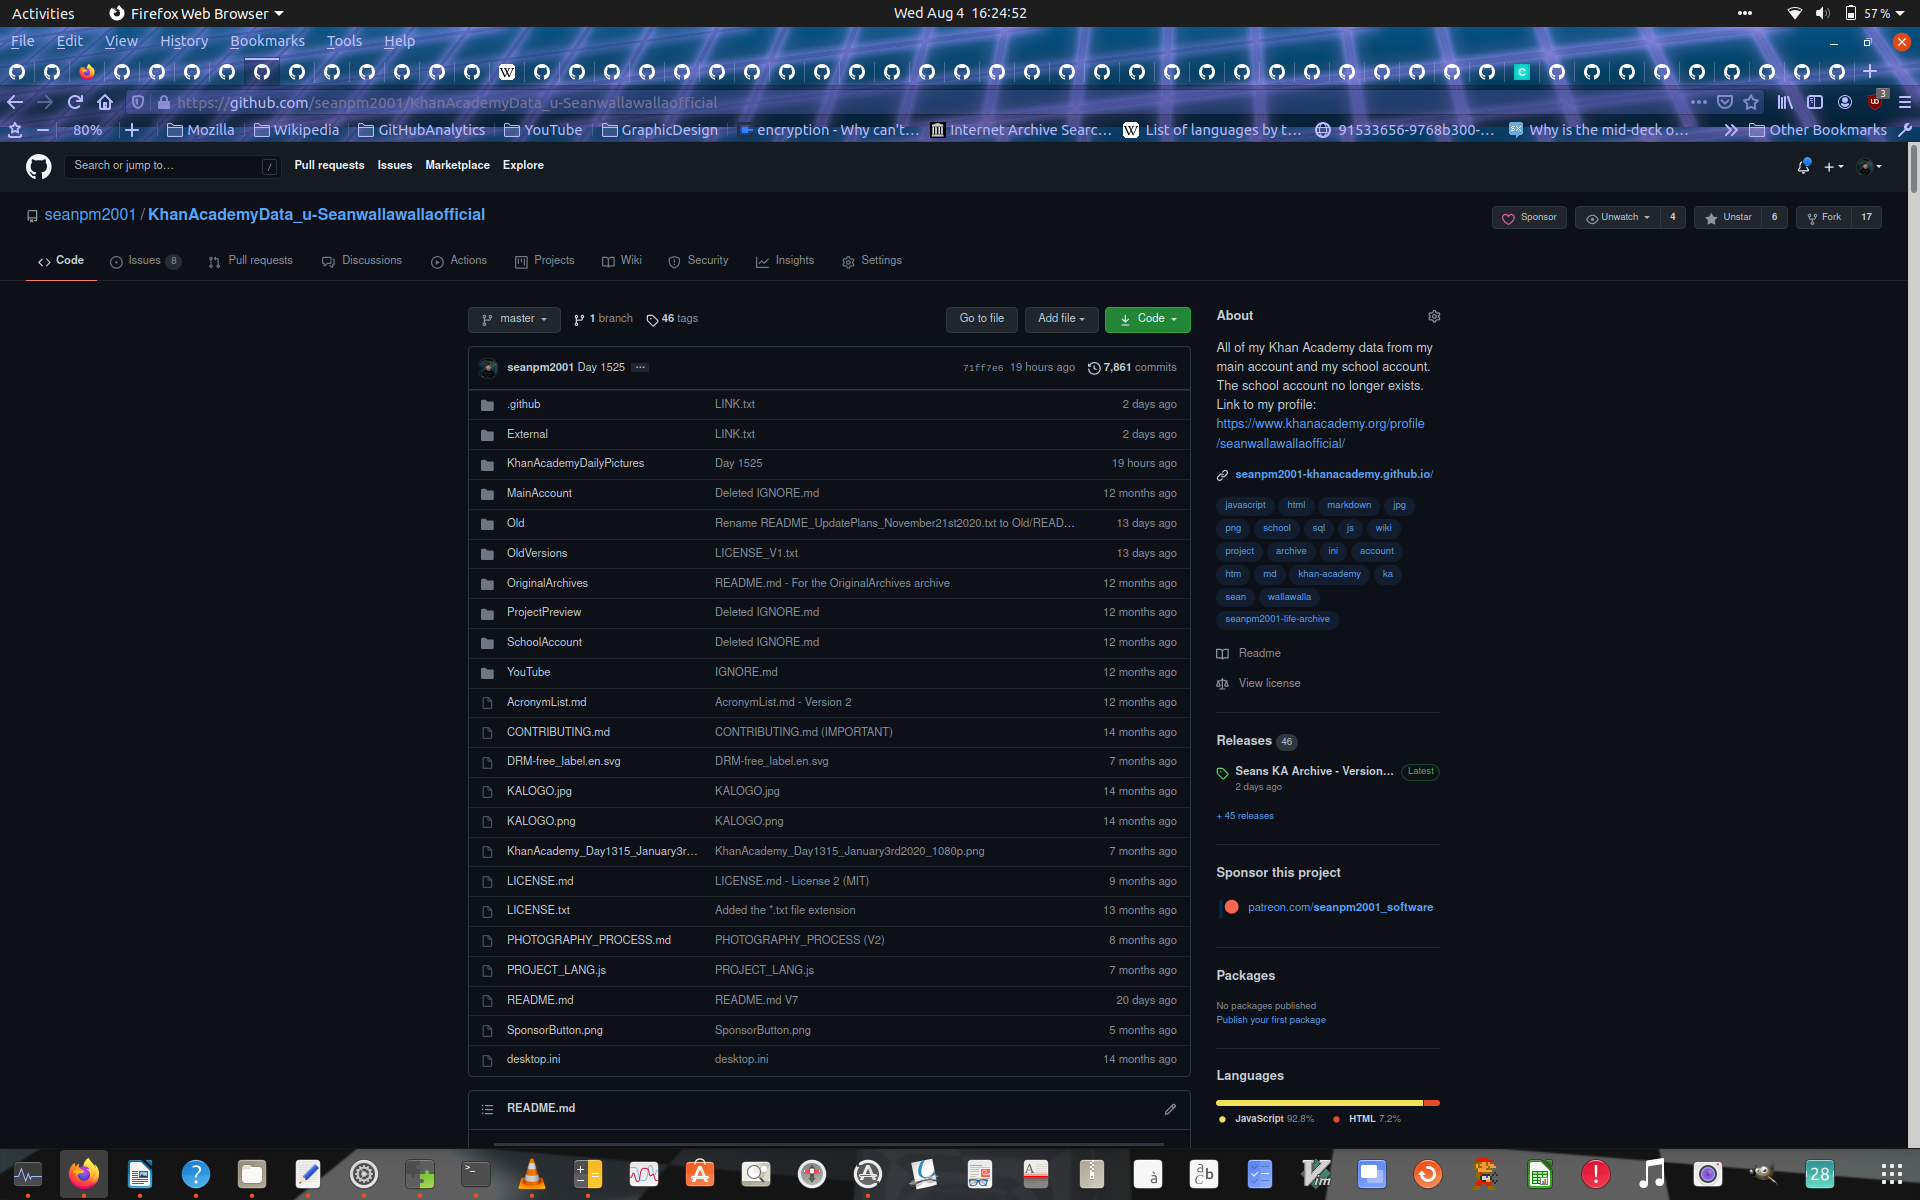 Activities Firefox Web Browser Wed Aug 4 16:24:52 57 %
File Edit View History Bookmarks Tools Help
https://github.com/seanpm2001/KhanAcademyData_u-Seanwallawallaofficial 3
80% Mozilla Wikipedia GitHubAnalytics YouTube GraphicDesign encryption - Why can't... Internet Archive Searc... List of languages by t... 91533656-9768b300-... Why is the mid-deck o... Other Bookmarks
Search or jump to... / Pull requests Issues Marketplace Explore
seanpm2001 / KhanAcademyData_u-Seanwallawallaofficial Sponsor Unwatch 4 Unstar 6 Fork 17
Code Issues 8 Pull requests Discussions Actions Projects Wiki Security Insights Settings
master 1 branch 46 tags Go to file Add file Code
seanpm2001 Day 1525 ... 71ff7e6 19 hours ago 7,861 commits
.github LINK.txt 2 days ago
External LINK.txt 2 days ago
KhanAcademyDailyPictures Day 1525 19 hours ago
MainAccount Deleted IGNORE.md 12 months ago
Old Rename README_UpdatePlans_November21st2020.txt to Old/READ... 13 days ago
OldVersions LICENSE_V1.txt 13 days ago
OriginalArchives README.md - For the OriginalArchives archive 12 months ago
ProjectPreview Deleted IGNORE.md 12 months ago
SchoolAccount Deleted IGNORE.md 12 months ago
YouTube IGNORE.md 12 months ago
AcronymList.md AcronymList.md - Version 2 12 months ago
CONTRIBUTING.md CONTRIBUTING.md (IMPORTANT) 14 months ago
DRM-free_label.en.svg DRM-free_label.en.svg 7 months ago
KALOGO.jpg KALOGO.jpg 14 months ago
KALOGO.png KALOGO.png 14 months ago
KhanAcademy_Day1315_January3r... KhanAcademy_Day1315_January3rd2020_1080p.png 7 months ago
LICENSE.md LICENSE.md - License 2 (MIT) 9 months ago
LICENSE.txt Added the *.txt file extension 13 months ago
PHOTOGRAPHY_PROCESS.md PHOTOGRAPHY_PROCESS (V2) 8 months ago
PROJECT_LANG.js PROJECT_LANG.js 7 months ago
README.md README.md V7 20 days ago
SponsorButton.png SponsorButton.png 5 months ago
desktop.ini desktop.ini 14 months ago
README.md
About
All of my Khan Academy data from my
main account and my school account.
The school account no longer exists.
Link to my profile:
https://www.khanacademy.org/profile
/seanwallawallaofficial/
seanpm2001-khanacademy.github.io/
javascript html markdown jpg
png school sql js wiki
project archive ini account
htm md khan-academy ka
sean wallawalla
seanpm2001-life-archive
Readme
View license
Releases 46
Seans KA Archive - Version... Latest
2 days ago
+ 45 releases
Sponsor this project
patreon.com/seanpm2001_software
Packages
No packages published
Publish your first package
Languages
JavaScript 92.8% HTML 7.2%
28